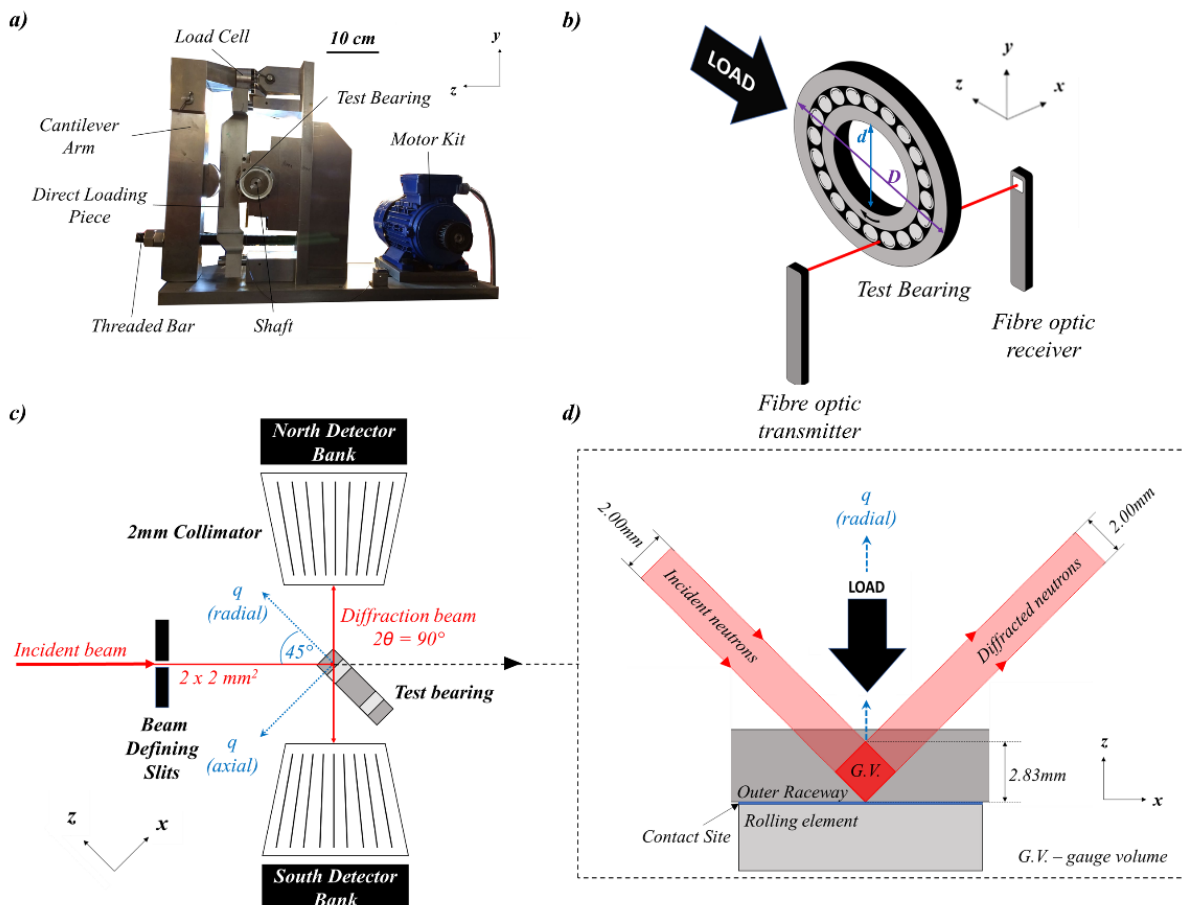 a)
Load Cell
10 cm
y
z
Test Bearing
Cantilever
Arm
Motor Kit
Direct Loading
Piece
Threaded Bar
Shaft
b)
LOAD
y
z
x
d
p
Test Bearing
Fibre optic
receiver
Fibre optic
transmitter
c)
North Detector
Bank
2mm Collimator
q
(radial)
Diffraction beam
2θ = 90°
Incident beam
45°
2 x 2 mm²
Test bearing
Beam
Defining
Slits
q
(axial)
z
x
South Detector
Bank
d)
q
(radial)
2.00mm
2.00mm
LOAD
Incident neutrons
Diffracted neutrons
G.V.
2.83mm
Outer Raceway
Rolling element
Contact Site
z
x
G.V. – gauge volume